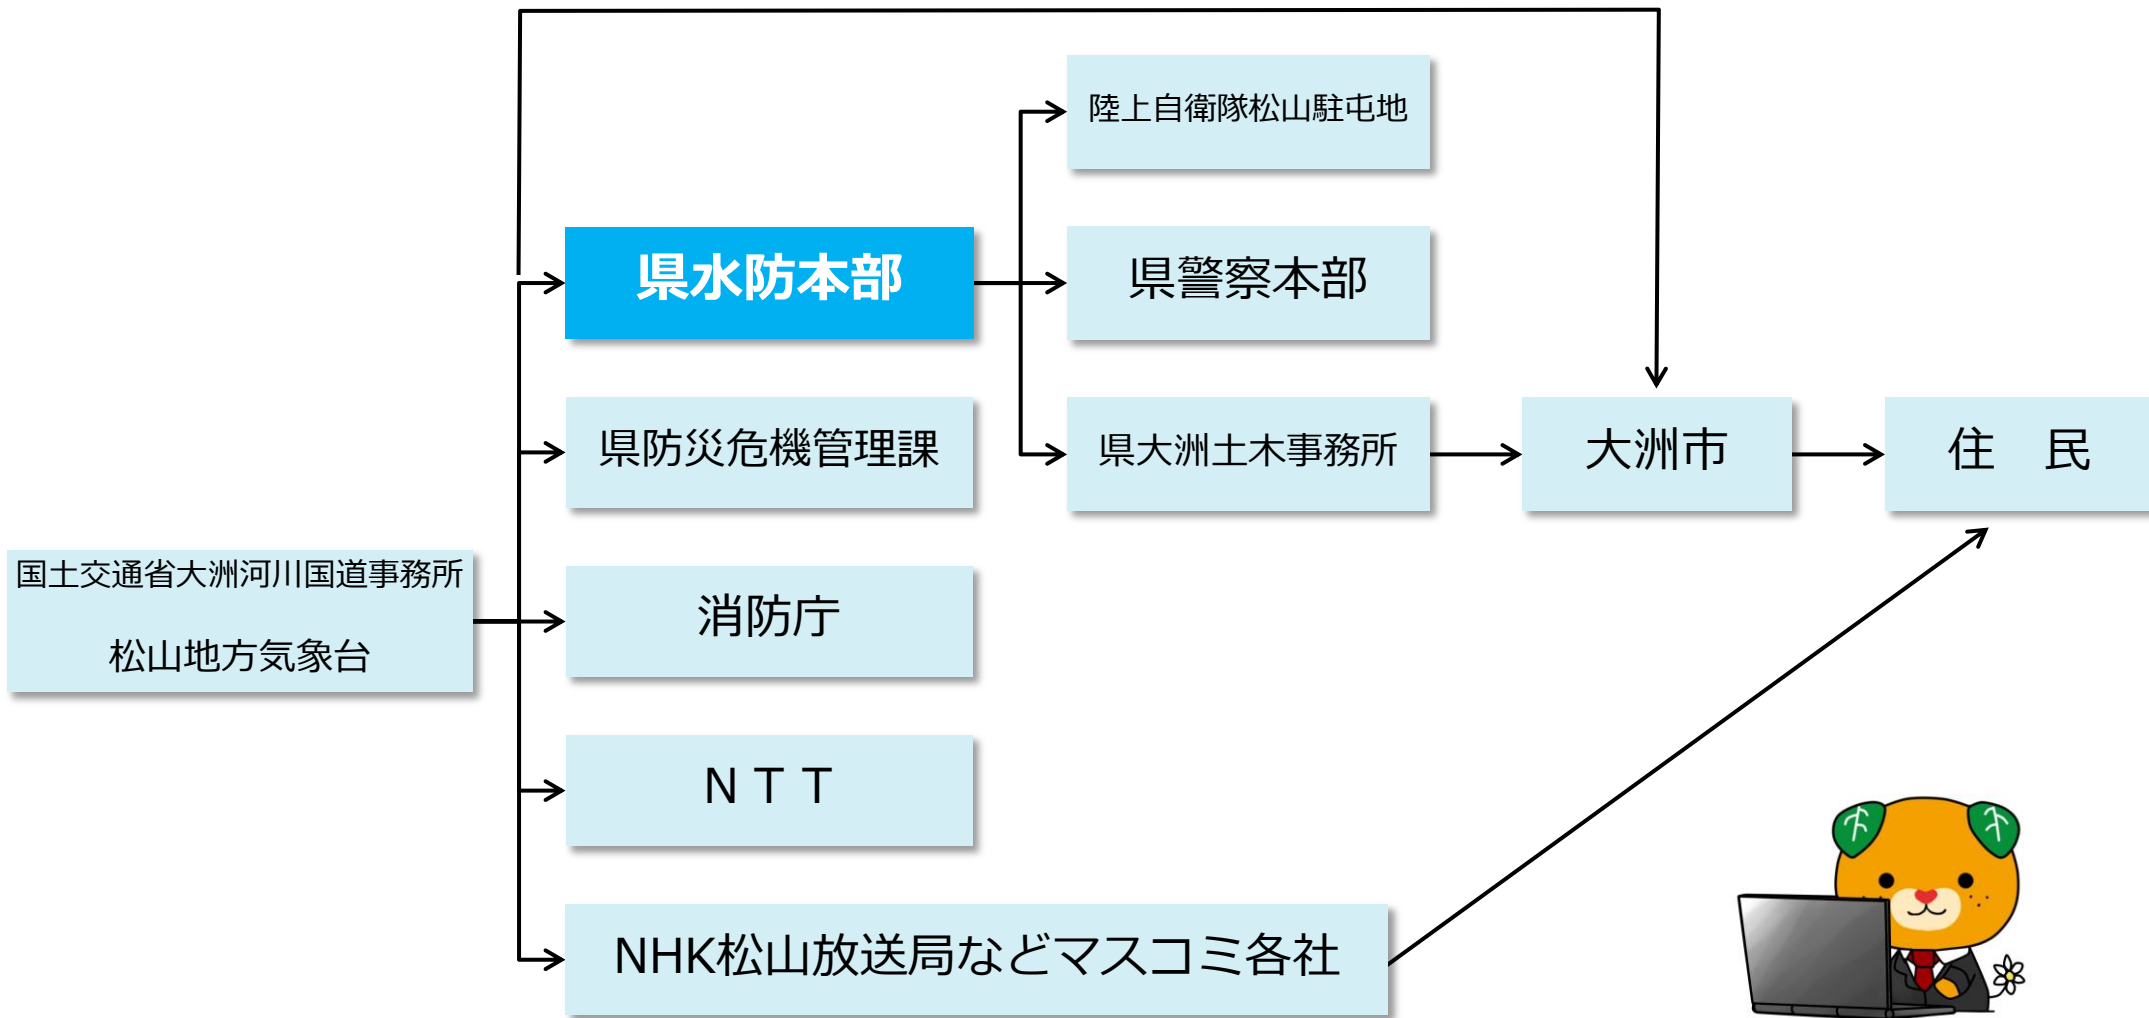 陸上自衛隊松山駐屯地
県水防本部
県警察本部
県防災危機管理課
県大洲土木事務所
大洲市
住　民
国土交通省大洲河川国道事務所
松山地方気象台
消防庁
ＮＴＴ
NHK松山放送局などマスコミ各社